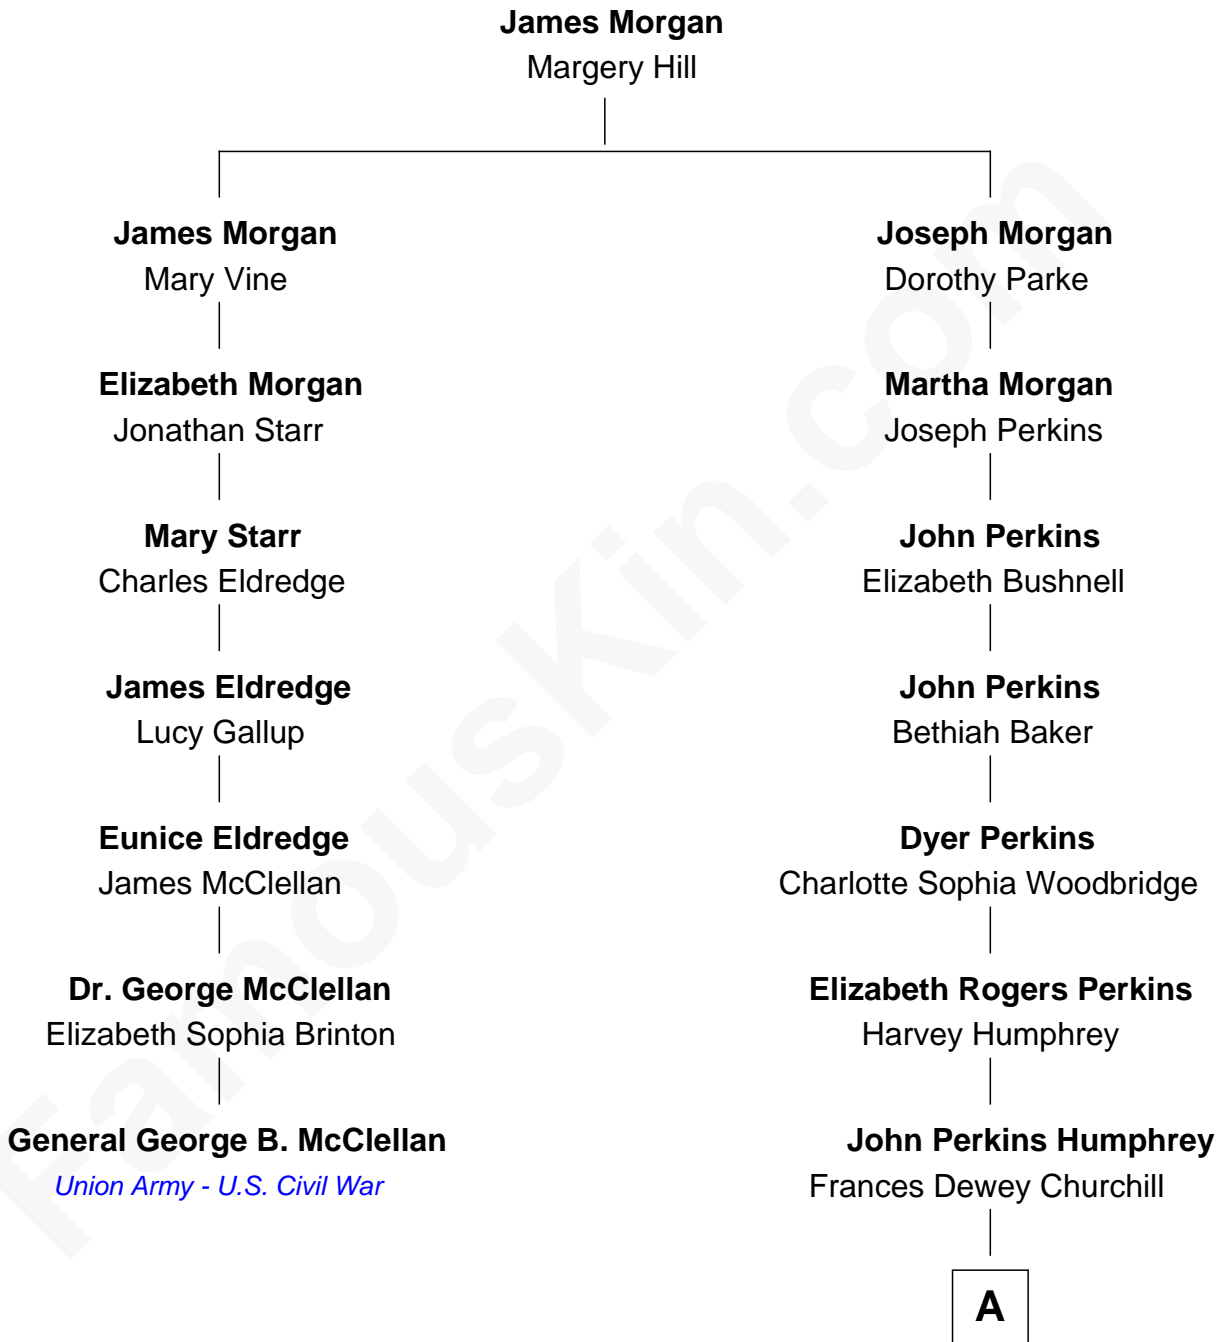 James Morgan
Margery Hill
James Morgan
Mary Vine
Joseph Morgan
Dorothy Parke
Elizabeth Morgan
Jonathan Starr
Martha Morgan
Joseph Perkins
Mary Starr
Charles Eldredge
John Perkins
Elizabeth Bushnell
James Eldredge
Lucy Gallup
John Perkins
Bethiah Baker
Eunice Eldredge
James McClellan
Dyer Perkins
Charlotte Sophia Woodbridge
Dr. George McClellan
Elizabeth Sophia Brinton
Elizabeth Rogers Perkins
Harvey Humphrey
General George B. McClellan
Union Army - U.S. Civil War
John Perkins Humphrey
Frances Dewey Churchill
A
FamousKin.com